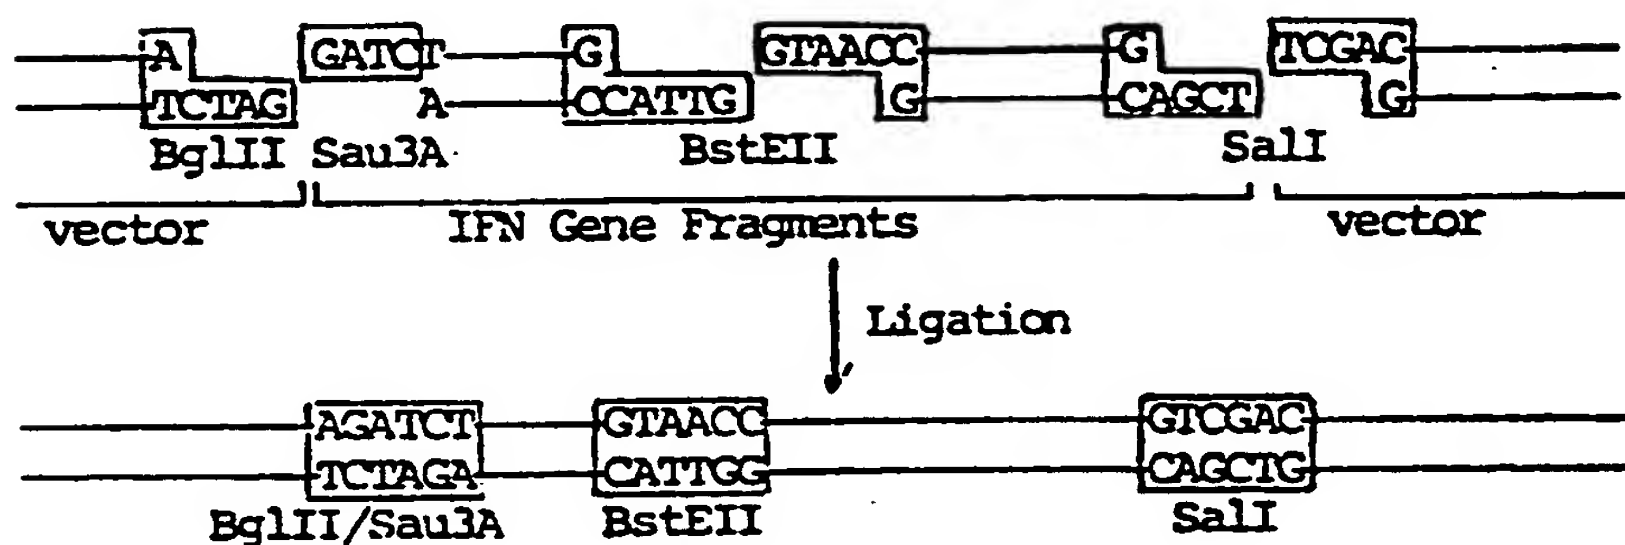 A GATCT G GTAACC G TCGAC
TCTAG A CCATTG G CAGCT G
BglII Sau3A BstEII SalI
vector IFN Gene Fragments vector
Ligation
AGATCT GTAACC GTCGAC
TCTAGA CATTGG CAGCTG
BglII/Sau3A BstEII SalI